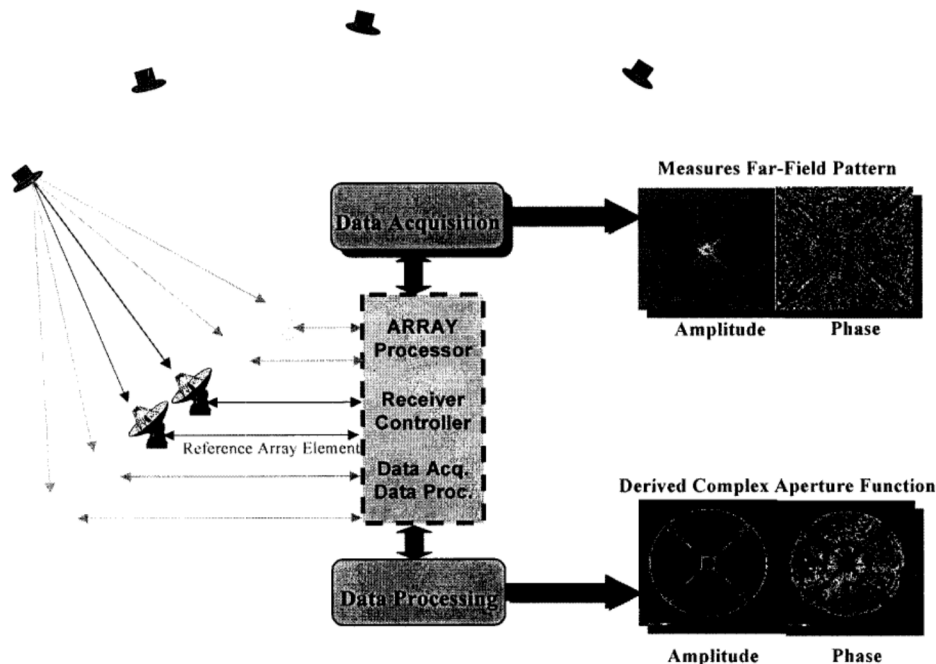 Measures Far-Field Pattern
Data Acquisition
Amplitude Phase
ARRAY
Processor
Receiver
Controller
Reference Array Element
Data Acq.
Data Proc.
Derived Complex Aperture Function
Data Processing
Amplitude Phase